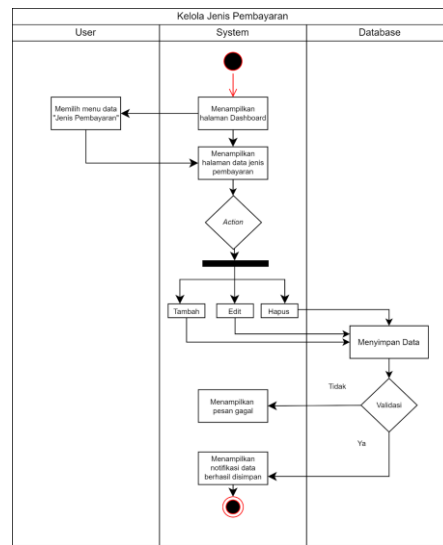 Kelola Jenis Pembayaran
User
System
Database
Memilih menu data
"Jenis Pembayaran"
Menampilkan
halaman Dashboard
Menampilkan
halaman data jenis
pembayaran
Action
Tambah
Edit
Hapus
Menyimpan Data
Tidak
Validasi
Menampilkan
pesan gagal
Ya
Menampilkan
notifikasi data
berhasil disimpan